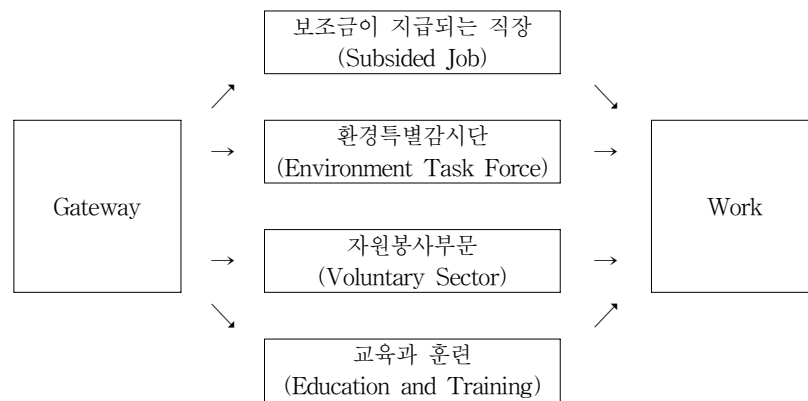 보조금이 지급되는 직장
(Subsided Job)
환경특별감시단
(Environment Task Force)
Gateway
Work
자원봉사부문
(Voluntary Sector)
교육과 훈련
(Education and Training)